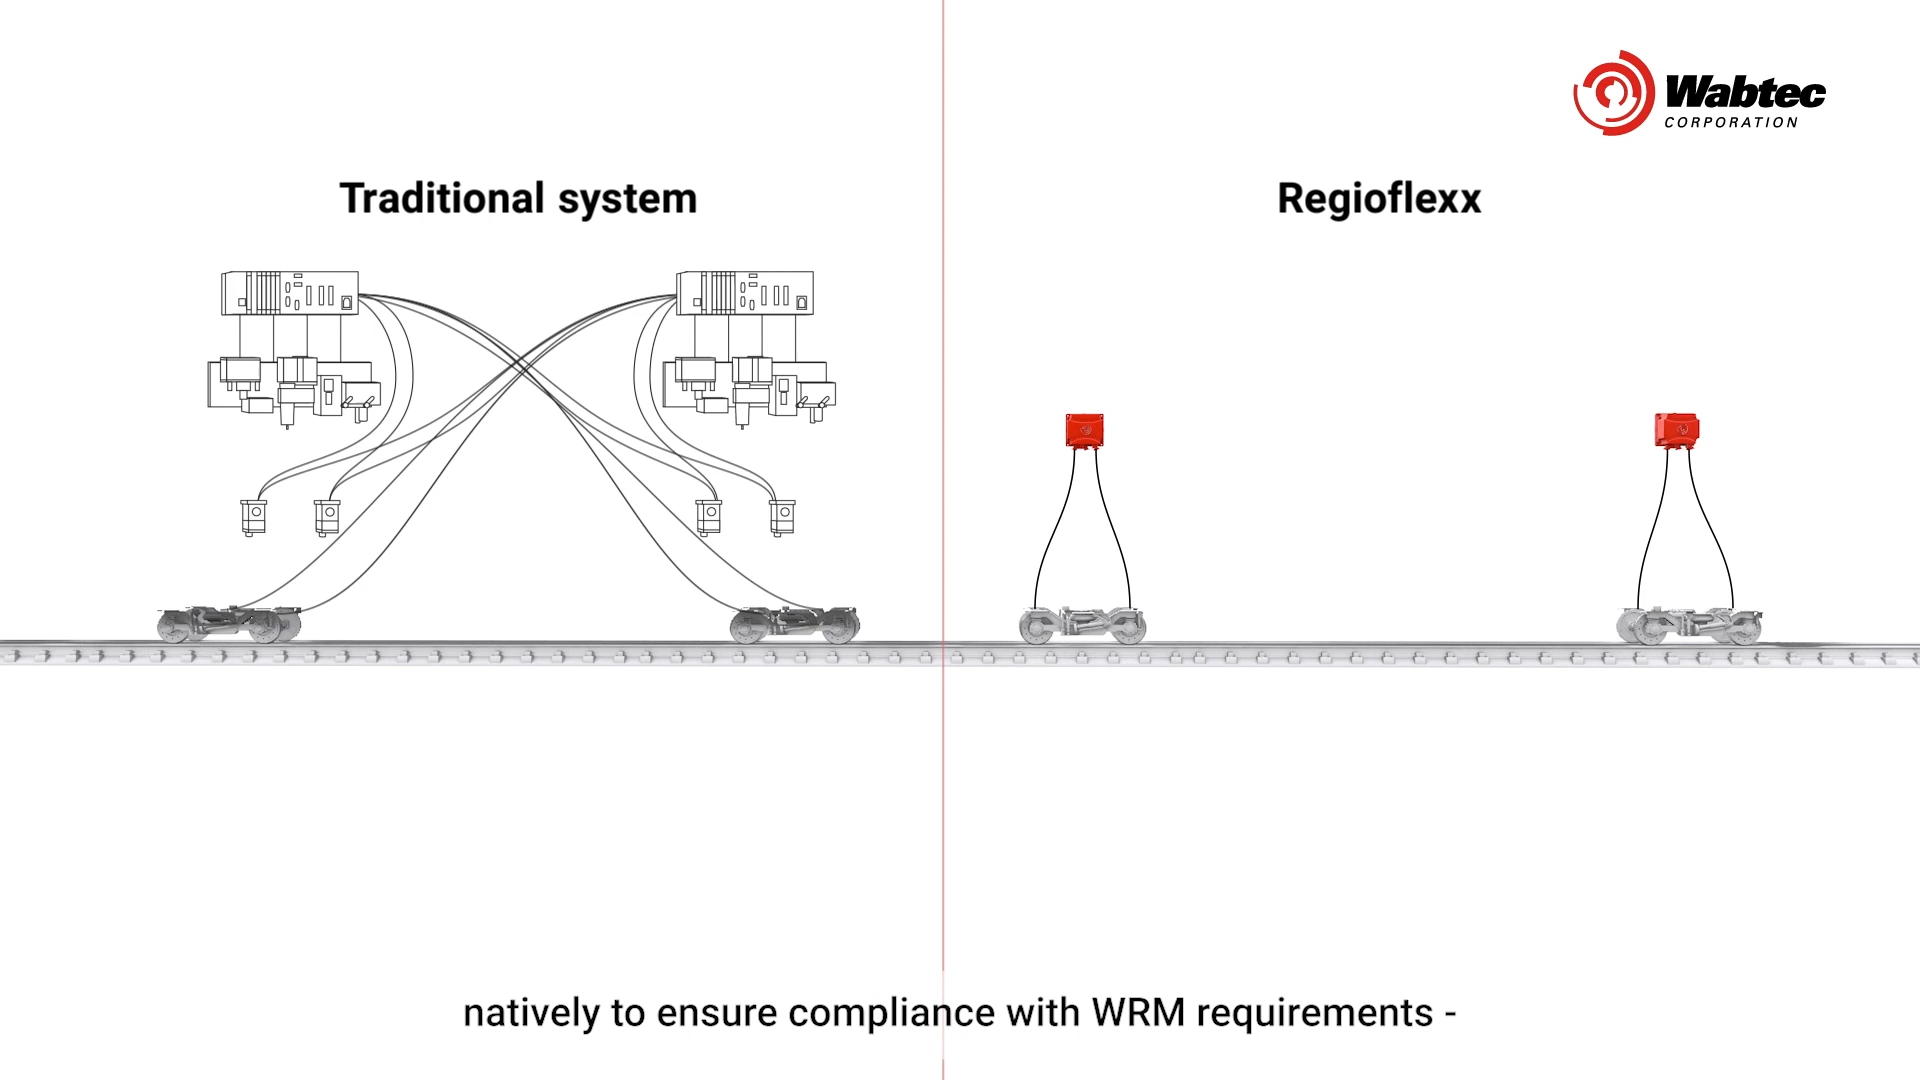 Wabtec
CORPORATION
Traditional system
Regioflexx
natively to ensure compliance with WRM requirements -